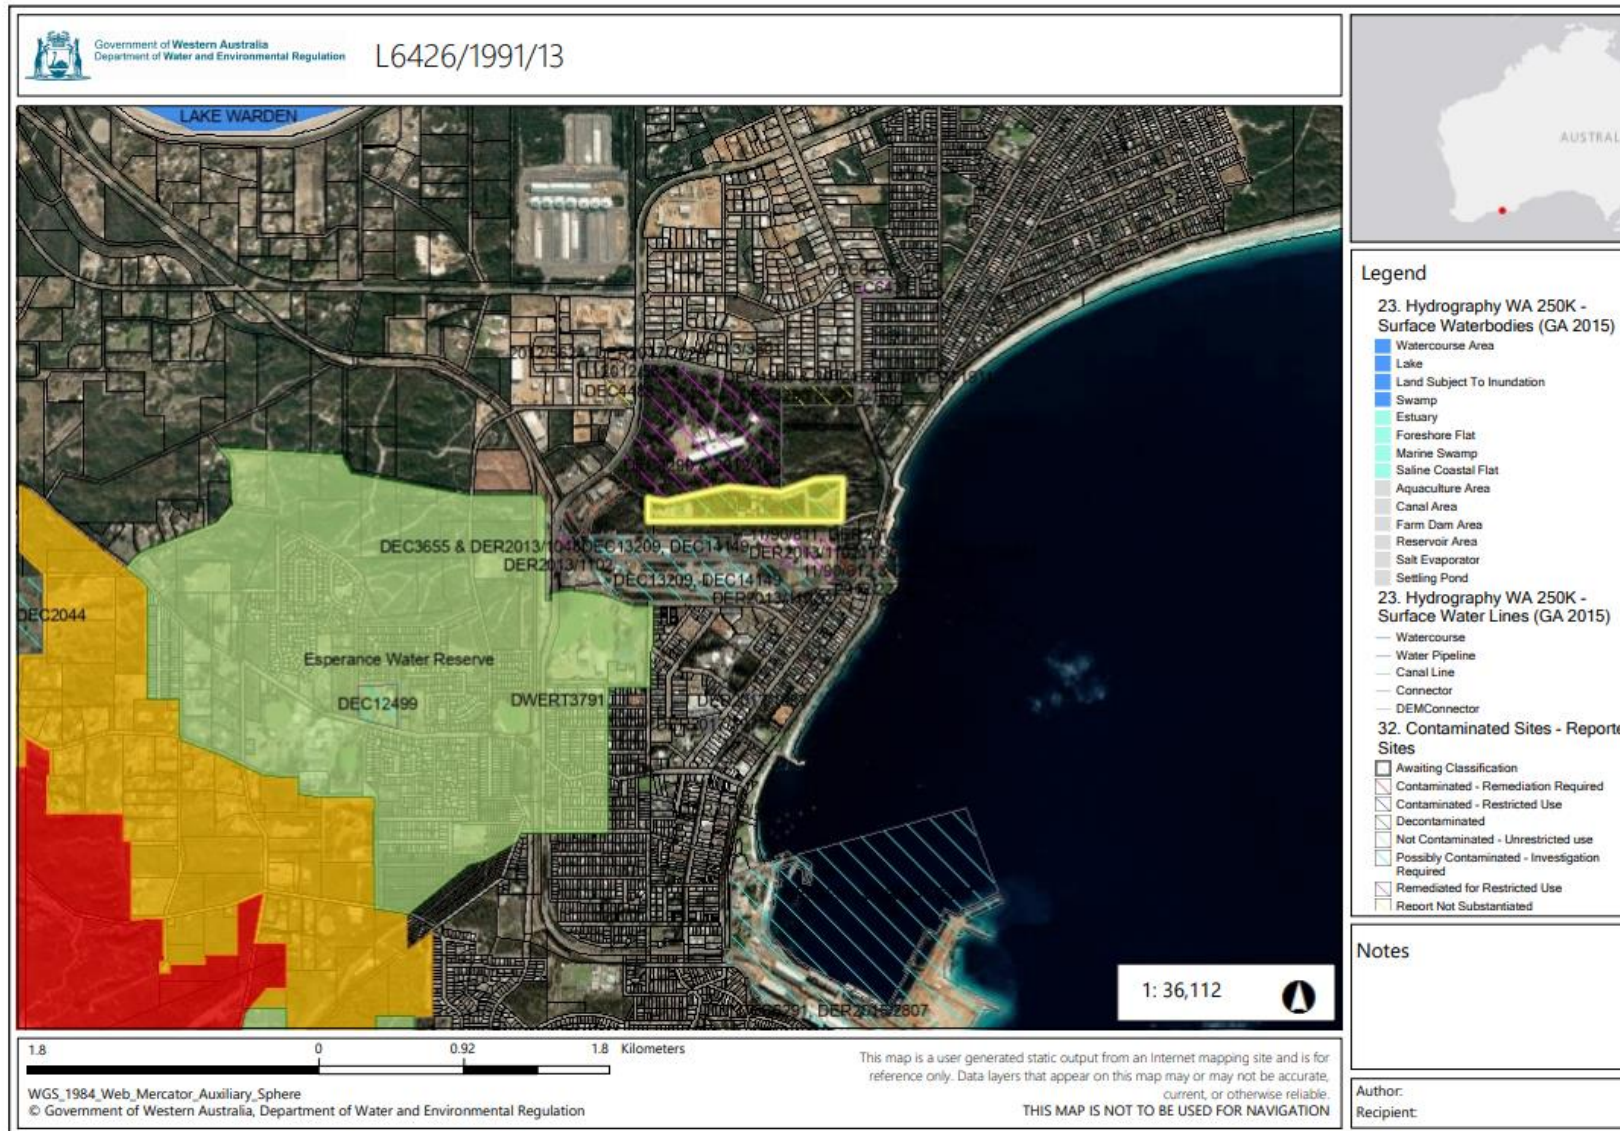 Government of Western Australia
Department of Water and Environmental Regulation
L6426/1991/13
AUSTRAL
LAKE WARDEN
DEC3655 & DER2013/1048
DEC13209, DEC14149
DER2013/1102
DEC13209, DEC14149
DEC2044
Esperance Water Reserve
DEC12499
DWERT3791
1: 36,112
Legend
23. Hydrography WA 250K -
Surface Waterbodies (GA 2015)
Watercourse Area
Lake
Land Subject To Inundation
Swamp
Estuary
Foreshore Flat
Marine Swamp
Saline Coastal Flat
Aquaculture Area
Canal Area
Farm Dam Area
Reservoir Area
Salt Evaporator
Settling Pond
23. Hydrography WA 250K -
Surface Water Lines (GA 2015)
Watercourse
Water Pipeline
Canal Line
Connector
DEMConnector
32. Contaminated Sites - Reporte
Sites
Awaiting Classification
Contaminated - Remediation Required
Contaminated - Restricted Use
Decontaminated
Not Contaminated - Unrestricted use
Possibly Contaminated - Investigation
Required
Remediated for Restricted Use
Report Not Substantiated
Notes
1.8 0 0.92 1.8 Kilometers
WGS_1984_Web_Mercator_Auxiliary_Sphere
© Government of Western Australia, Department of Water and Environmental Regulation
This map is a user generated static output from an Internet mapping site and is for
reference only. Data layers that appear on this map may or may not be accurate,
current, or otherwise reliable.
THIS MAP IS NOT TO BE USED FOR NAVIGATION
Author:
Recipient: